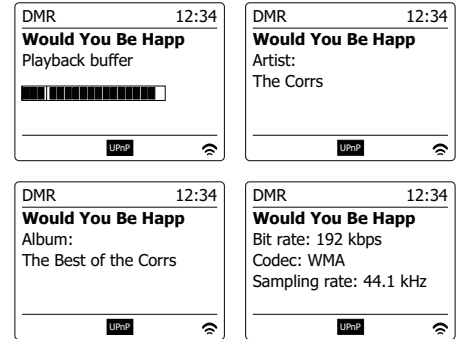 DMR 12:34
Would You Be Happ
Playback buffer
UPnP
DMR 12:34
Would You Be Happ
Artist:
The Corrs
UPnP
DMR 12:34
Would You Be Happ
Album:
The Best of the Corrs
UPnP
DMR 12:34
Would You Be Happ
Bit rate: 192 kbps
Codec: WMA
Sampling rate: 44.1 kHz
UPnP